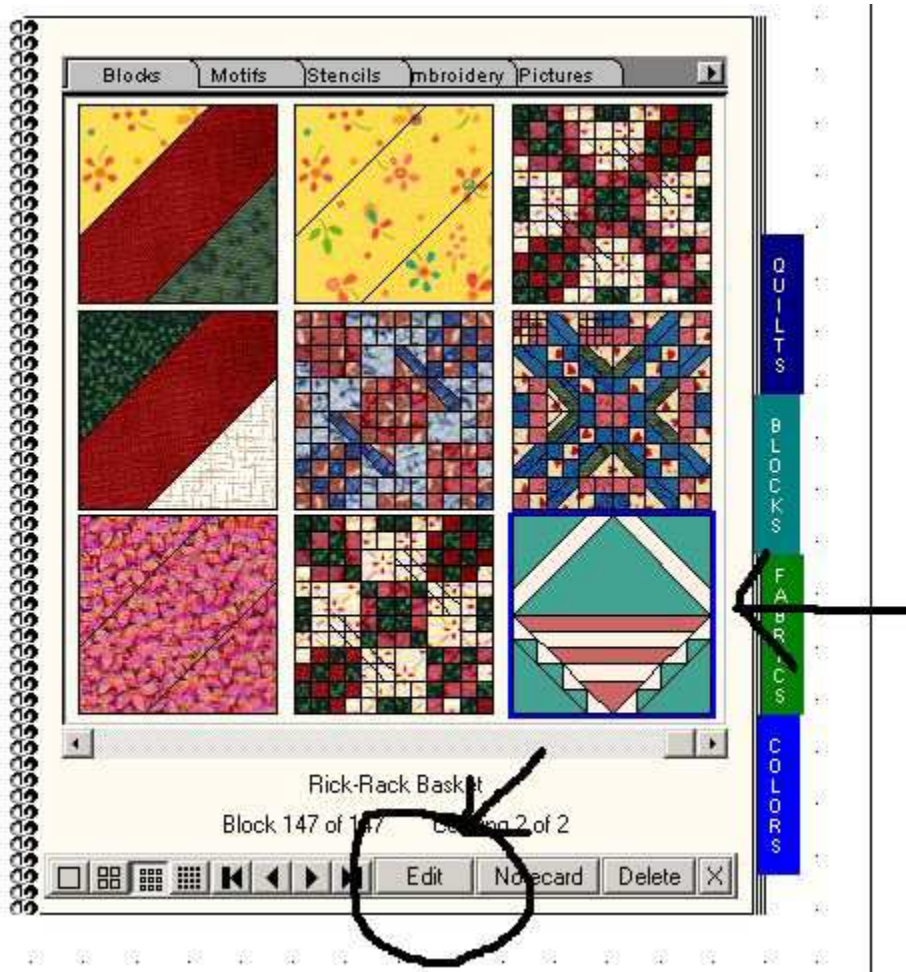 Blocks Motifs Stencils mbroidery Pictures
QUILTS
BLOCKS
FABRICS
COLORS
Rick-Rack Basket
Block 147 of 147 2 of 2
Edit Notecard Delete X